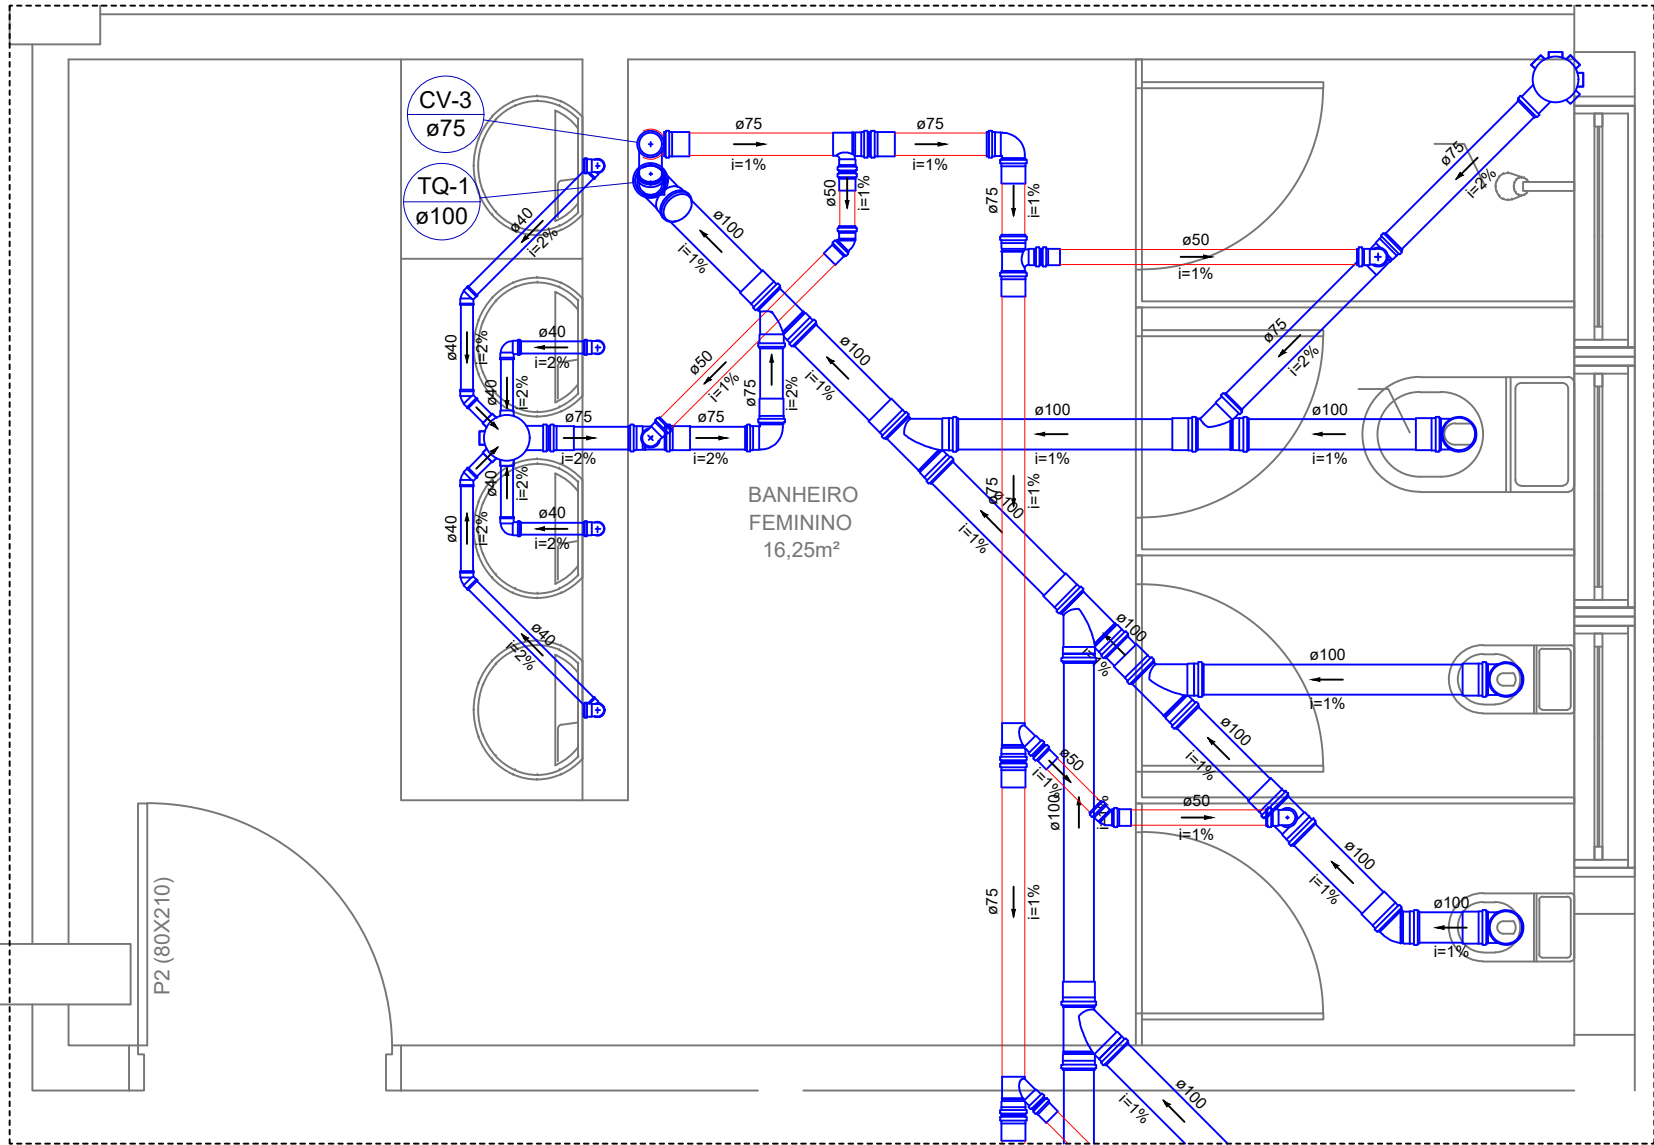 CV-3
ø75
TQ-1
ø100
ø75
i=1%
ø75
i=1%
ø50
i=1%
ø75
i=1%
ø75
i=2%
ø50
i=1%
ø40
i=2%
ø100
i=1%
ø40
i=2%
ø40
i=2%
ø40
i=2%
ø50
i=1%
ø75
i=2%
ø100
i=1%
ø75
i=2%
ø75
i=2%
ø75
i=2%
ø100
i=1%
ø100
i=1%
ø40
i=2%
ø40
i=2%
ø40
i=2%
BANHEIRO
FEMININO
16,25m²
ø75
i=1%
ø100
i=1%
ø40
i=2%
ø100
i=1%
ø100
i=1%
ø100
i=1%
ø50
i=1%
ø100
i=1%
ø50
i=1%
ø100
i=1%
ø75
i=1%
ø100
i=1%
P2 (80X210)
ø100
i=1%